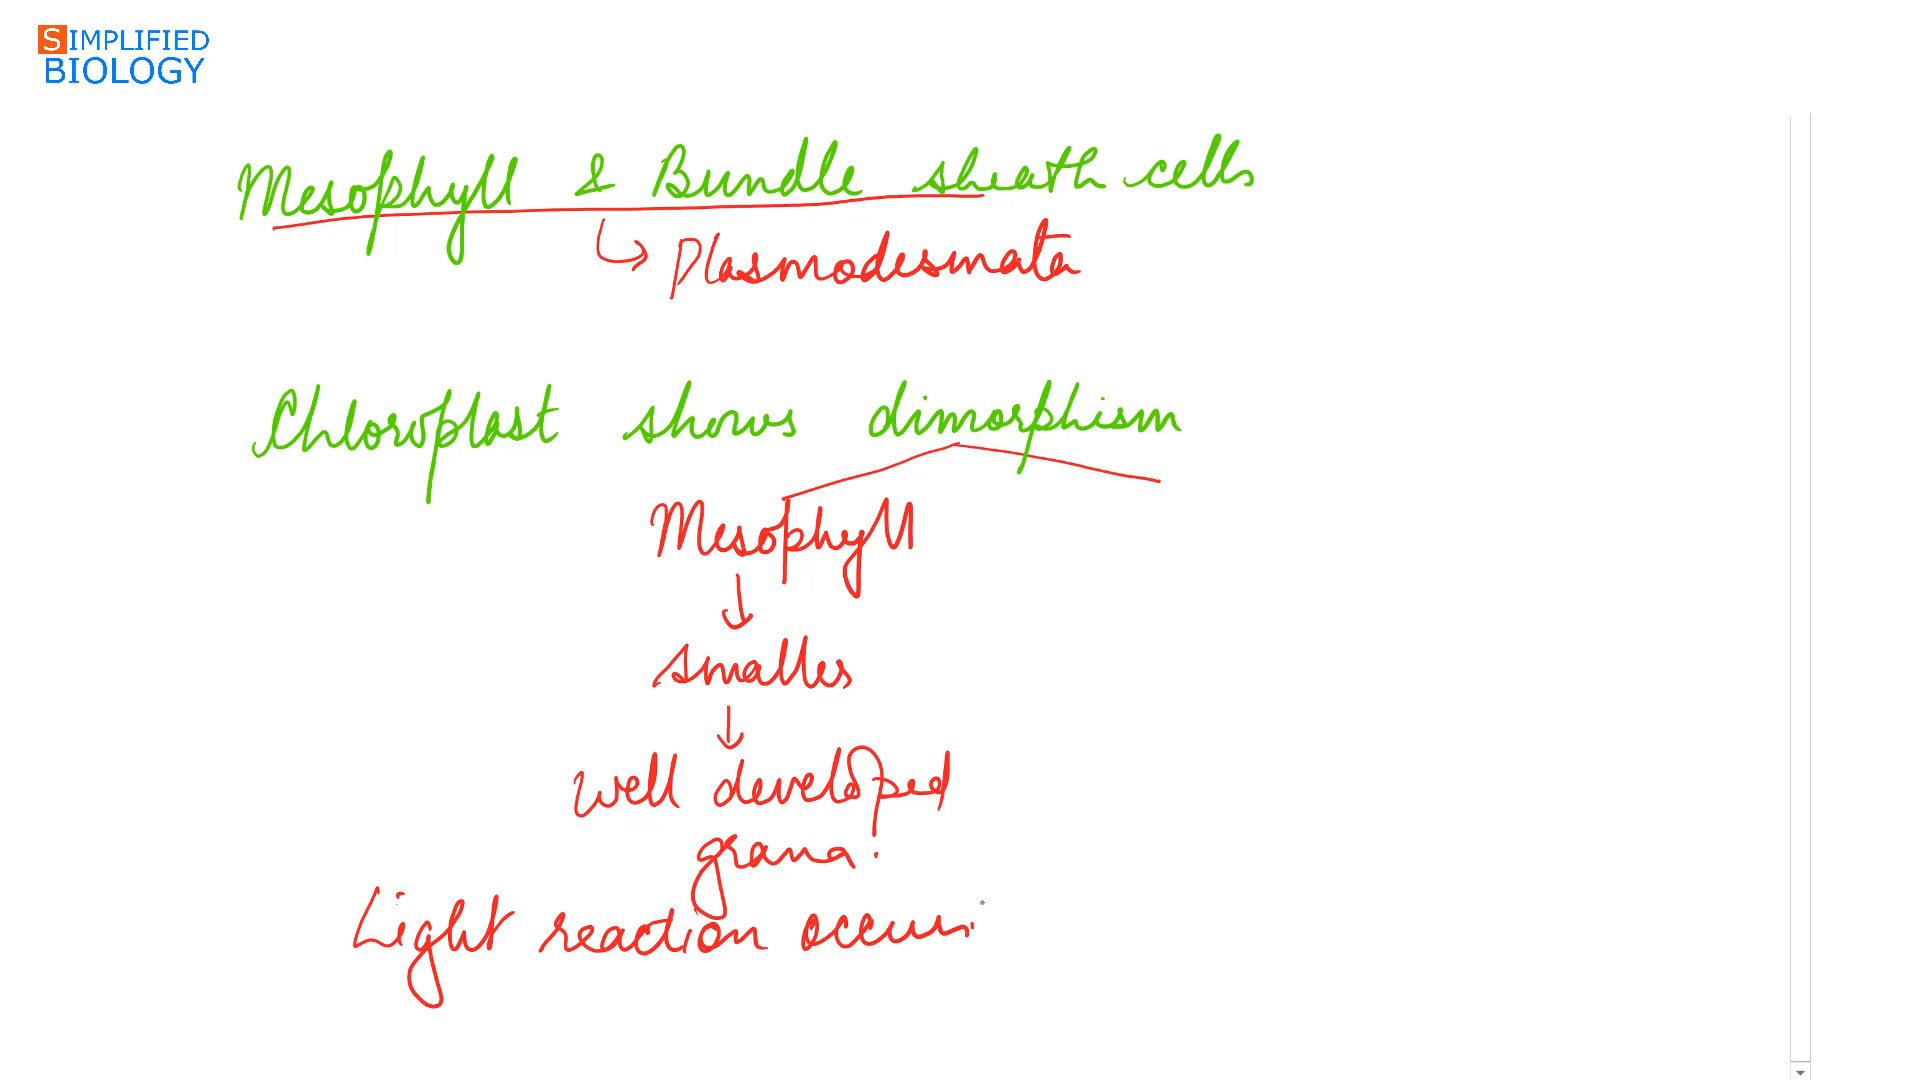 SIMPLIFIED
BIOLOGY
Mesophyll & Bundle sheath cells
Plasmodesmata
Chloroplast shows dimorphism
Mesophyll
smaller
well developed
grana.
Light reaction occurs.